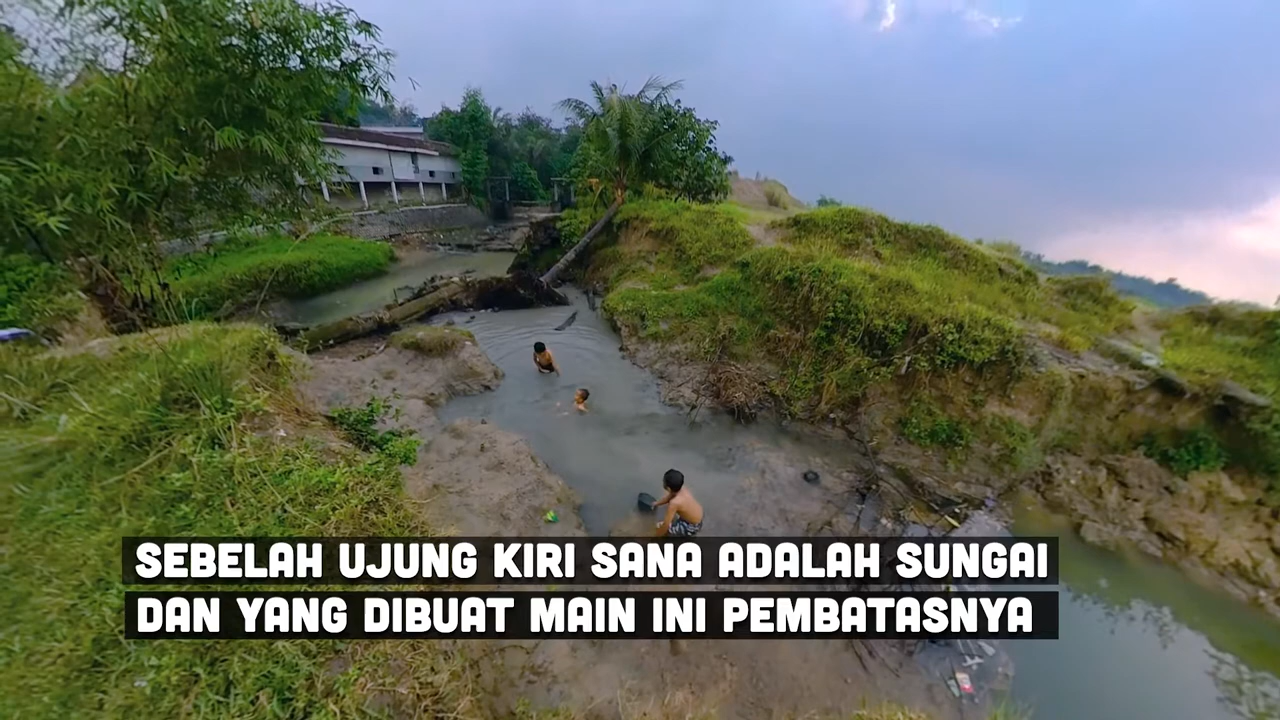 SEBELAH UJUNG KIRI SANA ADALAH SUNGAI
DAN YANG DIBUAT MAIN INI PEMBATASNYA